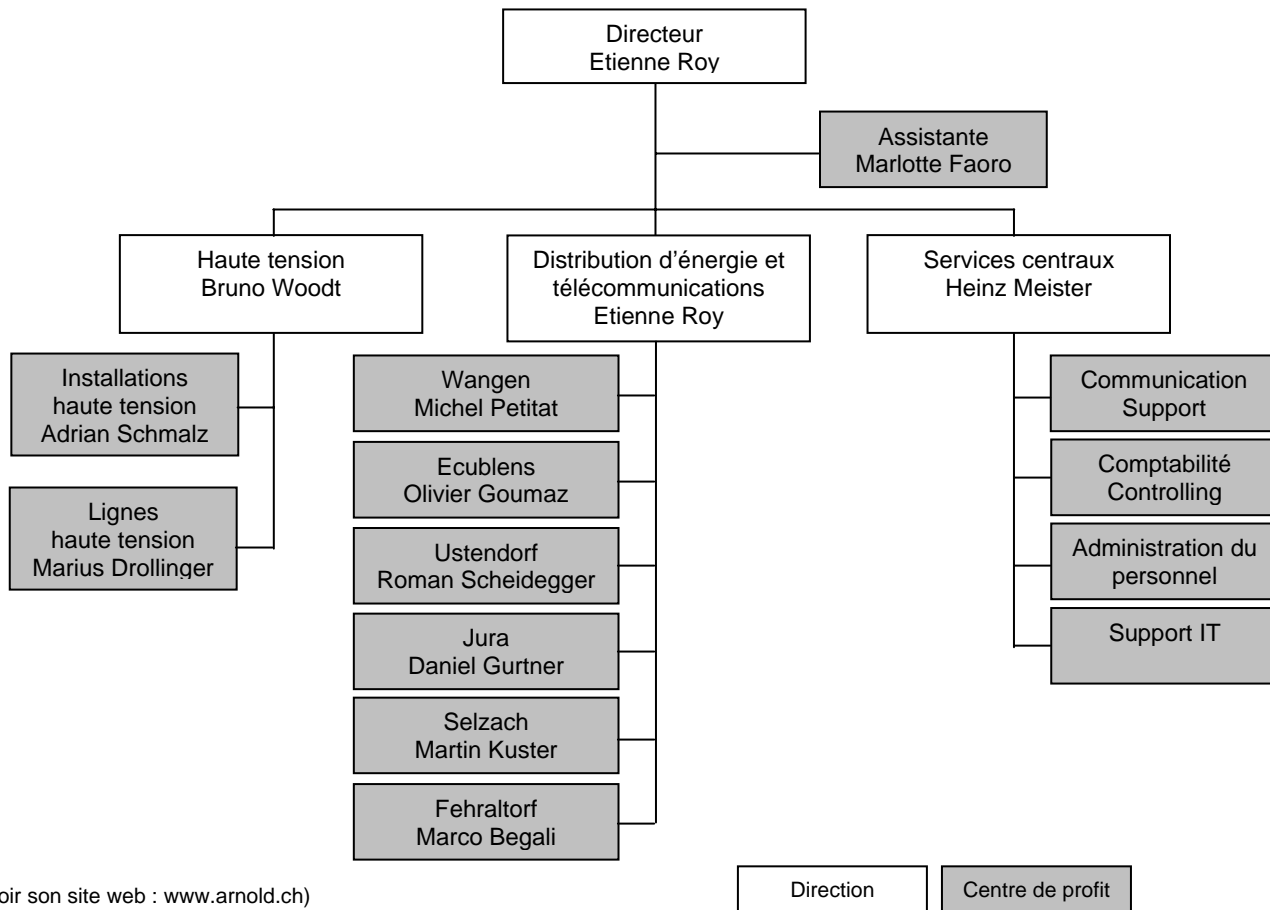 Directeur
Etienne Roy
Assistante
Marlotte Faoro
Haute tension
Bruno Woodt
Distribution d'énergie et
télécommunications
Etienne Roy
Services centraux
Heinz Meister
Installations
haute tension
Adrian Schmalz
Lignes
haute tension
Marius Drollinger
Wangen
Michel Petitat
Ecublens
Olivier Goumaz
Ustendorf
Roman Scheidegger
Jura
Daniel Gurtner
Selzach
Martin Kuster
Fehraltorf
Marco Begali
Communication
Support
Comptabilité
Controlling
Administration du
personnel
Support IT
oir son site web : www.arnold.ch)
Direction
Centre de profit